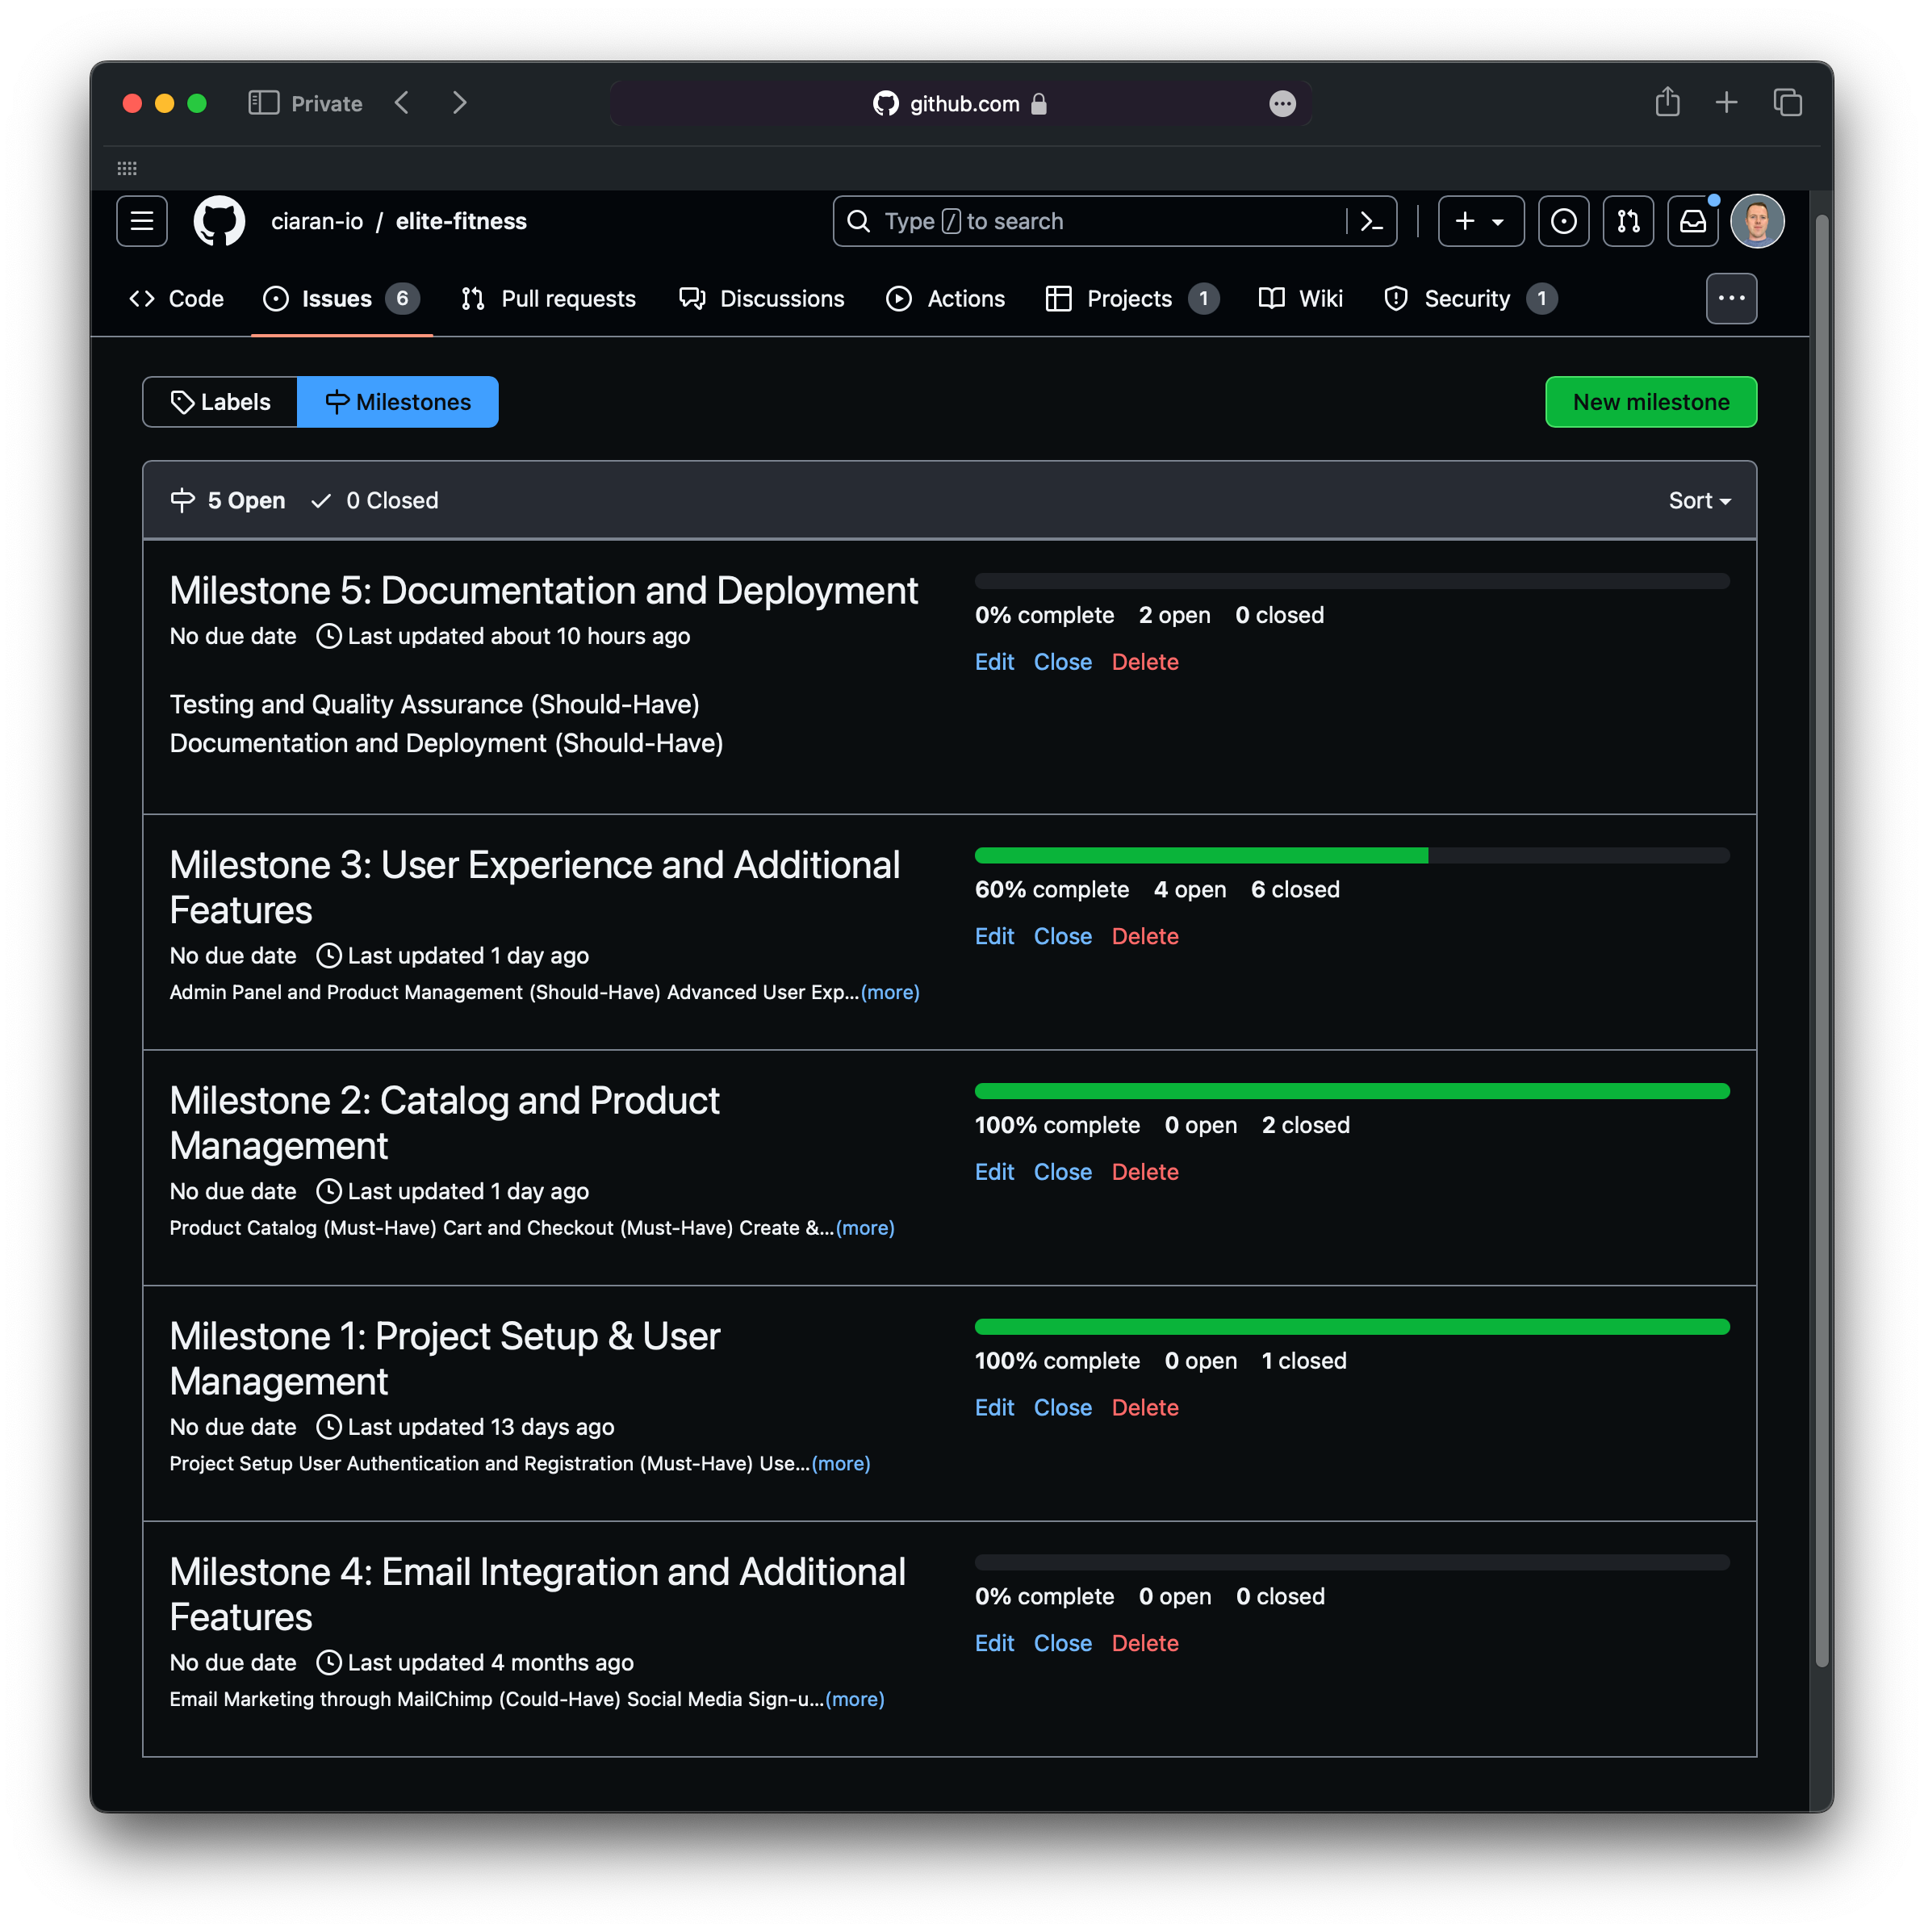 Private
github.com
ciaran-io / elite-fitness
Type / to search
Code
Issues 6
Pull requests
Discussions
Actions
Projects 1
Wiki
Security 1
Labels
Milestones
New milestone
5 Open
0 Closed
Sort
Milestone 5: Documentation and Deployment
No due date Last updated about 10 hours ago
Testing and Quality Assurance (Should-Have)
Documentation and Deployment (Should-Have)
0% complete 2 open 0 closed
Edit Close Delete
Milestone 3: User Experience and Additional
Features
No due date Last updated 1 day ago
Admin Panel and Product Management (Should-Have) Advanced User Exp...(more)
60% complete 4 open 6 closed
Edit Close Delete
Milestone 2: Catalog and Product
Management
No due date Last updated 1 day ago
Product Catalog (Must-Have) Cart and Checkout (Must-Have) Create &...(more)
100% complete 0 open 2 closed
Edit Close Delete
Milestone 1: Project Setup & User
Management
No due date Last updated 13 days ago
Project Setup User Authentication and Registration (Must-Have) Use...(more)
100% complete 0 open 1 closed
Edit Close Delete
Milestone 4: Email Integration and Additional
Features
No due date Last updated 4 months ago
Email Marketing through MailChimp (Could-Have) Social Media Sign-u...(more)
0% complete 0 open 0 closed
Edit Close Delete